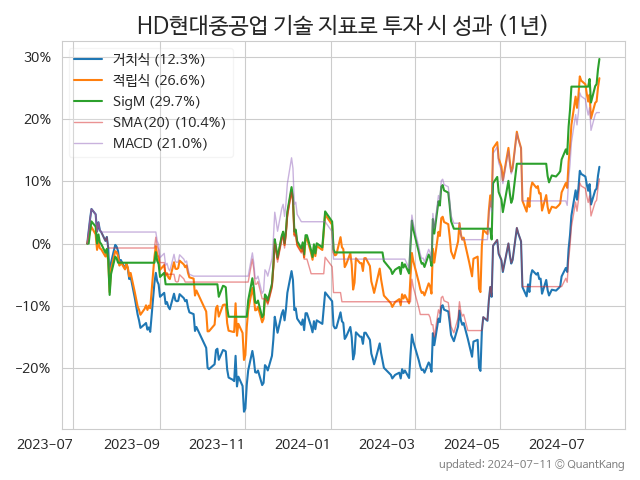 HD현대중공업 기술 지표로 투자 시 성과 (1년)
거치식 (12.3%)
적립식 (26.6%)
SigM (29.7%)
SMA(20) (10.4%)
MACD (21.0%)
30%
20%
10%
0%
−10%
−20%
2023-07 2023-09 2023-11 2024-01 2024-03 2024-05 2024-07
updated: 2024-07-11 © QuantKang